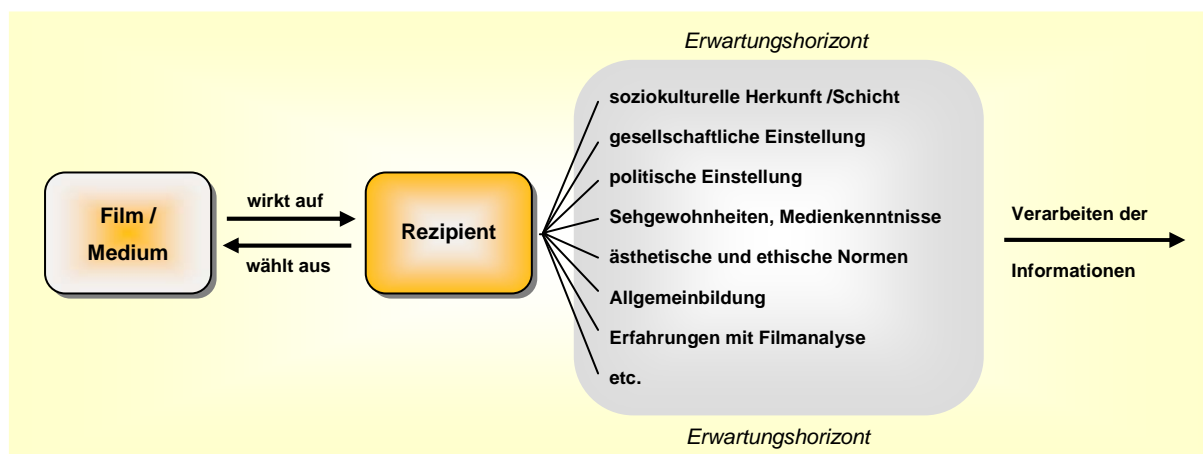 Erwartungshorizont
Film /
Medium
wirkt auf
wählt aus
Rezipient
soziokulturelle Herkunft /Schicht
gesellschaftliche Einstellung
politische Einstellung
Sehgewohnheiten, Medienkenntnisse
ästhetische und ethische Normen
Allgemeinbildung
Erfahrungen mit Filmanalyse
etc.
Verarbeiten der
Informationen
Erwartungshorizont